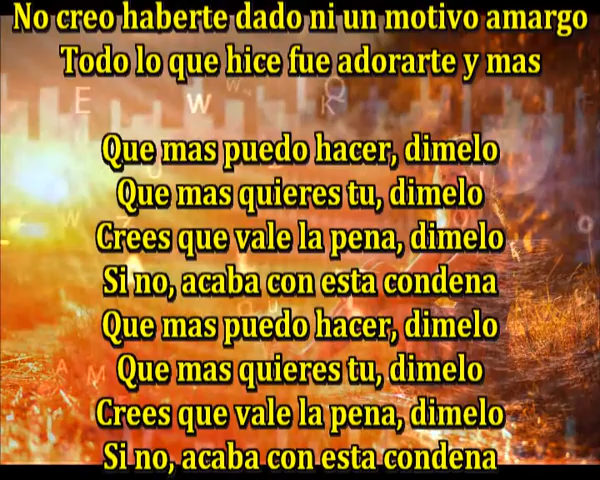 No creo haberte dado ni un motivo amargo
Todo lo que hice fue adorarte y mas
E W W K Q
Que mas puedo hacer, dimelo
Que mas quieres tu, dimelo
Crees que vale la pena, dimelo
Si no, acaba con esta condena
Que mas puedo hacer, dimelo
A M
Que mas quieres tu, dimelo
Crees que vale la pena, dimelo
Si no, acaba con esta condena